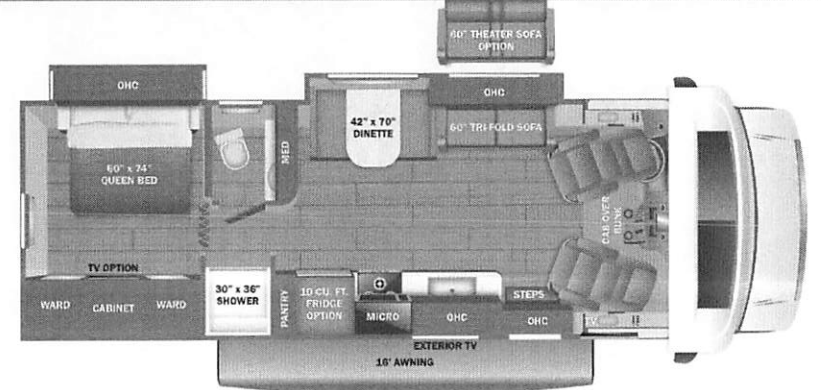 60" THEATER SOFA
OPTION
OHC
OHC
42" x 70"
DINETTE
60" TRI-FOLD SOFA
MED
60" x 74"
QUEEN BED
CAB-OVER
BUNK
TV OPTION
WARD
CABINET
WARD
30" x 36"
SHOWER
PANTRY
10 CU. FT.
FRIDGE
OPTION
MICRO
OHC
STEPS
OHC
TV
EXTERIOR TV
16' AWNING